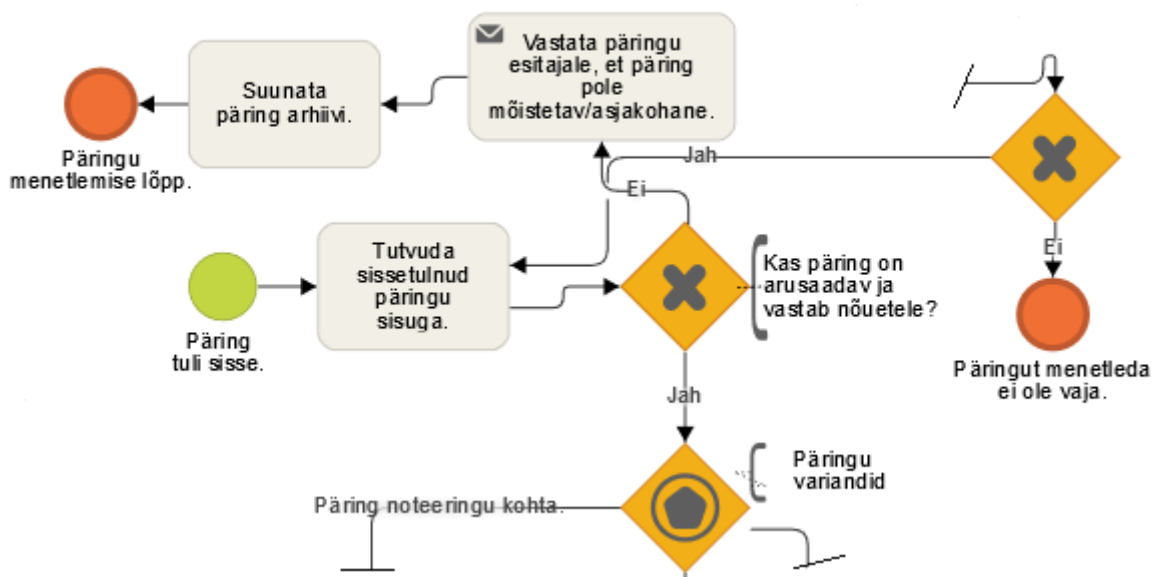 Vastata päringu
esitajale, et päring
pole
mõistetav/asjakohane.
Suunata
päring arhiivi.
Päringu
menetlemise lõpp.
Jah
Ei
Ei
Tutvuda
sissetulnud
päringu
sisuga.
Kas päring on
arusaadav ja
vastab nõuetele?
Päring
tuli sisse.
Päringut menetleda
ei ole vaja.
Jah
Päringu
variandid
Päring noteeringu kohta.